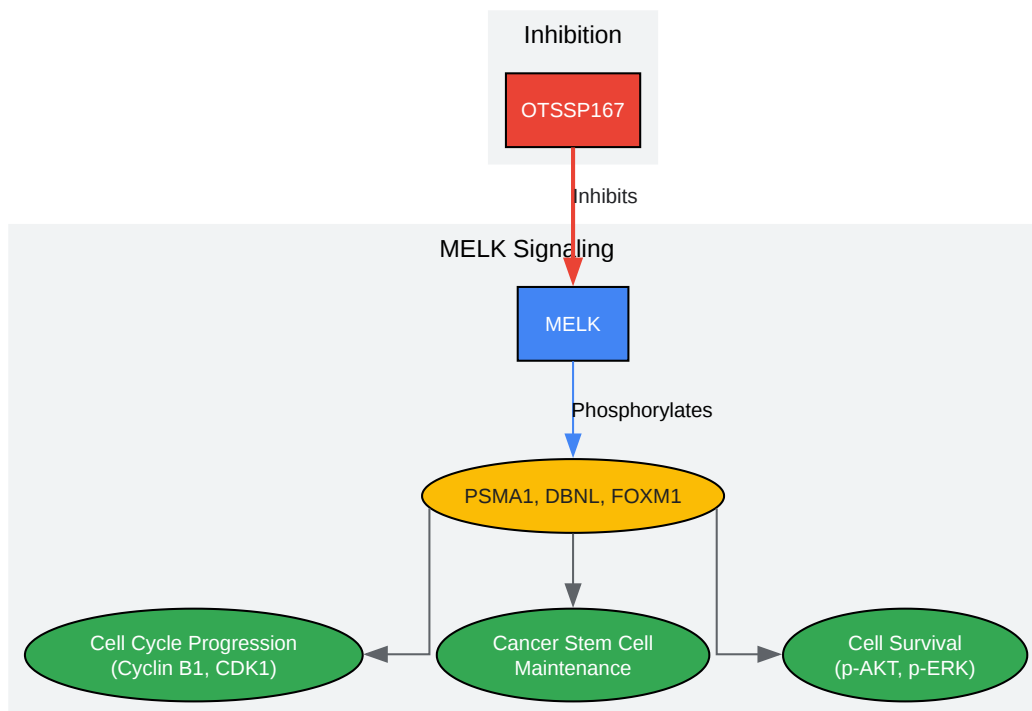 Inhibition
OTSSP167
Inhibits
MELK Signaling
MELK
Phosphorylates
PSMA1, DBNL, FOXM1
Cell Cycle Progression
(Cyclin B1, CDK1)
Cancer Stem Cell
Maintenance
Cell Survival
(p-AKT, p-ERK)